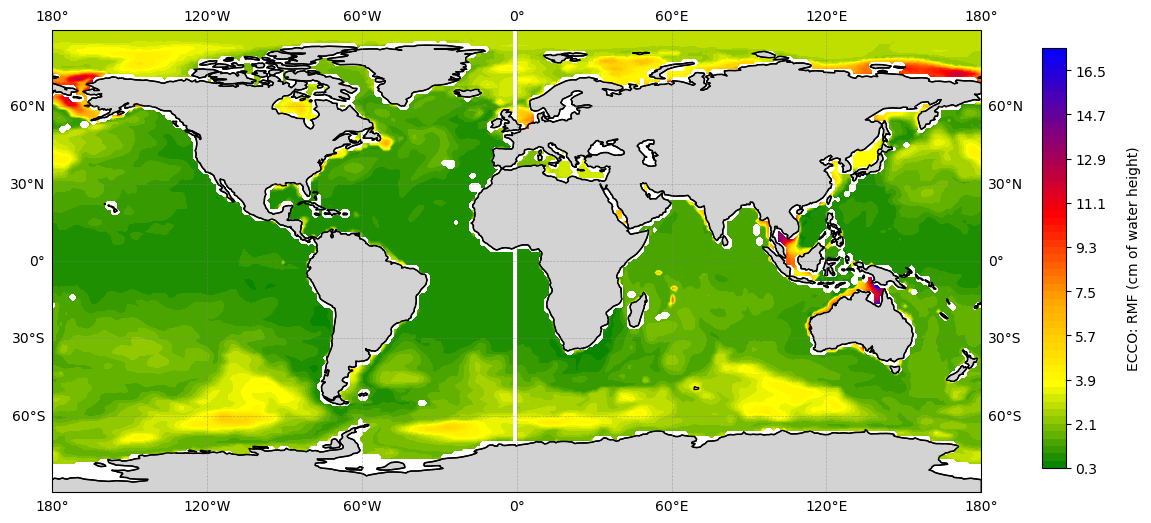 180° 120°W 60°W 0° 60°E 120°E 180°
60°N 60°N
30°N 30°N
0° 0°
30°S 30°S
60°S 60°S
180° 120°W 60°W 0° 60°E 120°E 180°
16.5
14.7
12.9
11.1
9.3
7.5
5.7
3.9
2.1
0.3
ECCO: RMF (cm of water height)